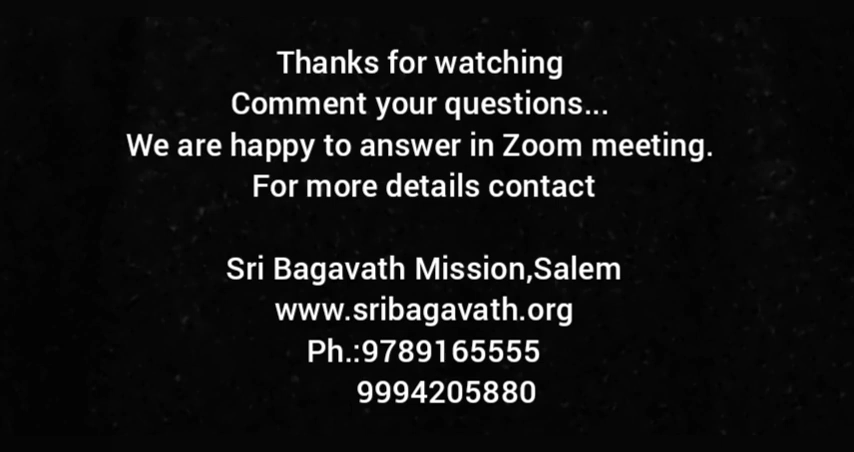 Thanks for watching
Comment your questions...
We are happy to answer in Zoom meeting.
For more details contact
Sri Bagavath Mission,Salem
www.sribagavath.org
Ph.:9789165555
9994205880